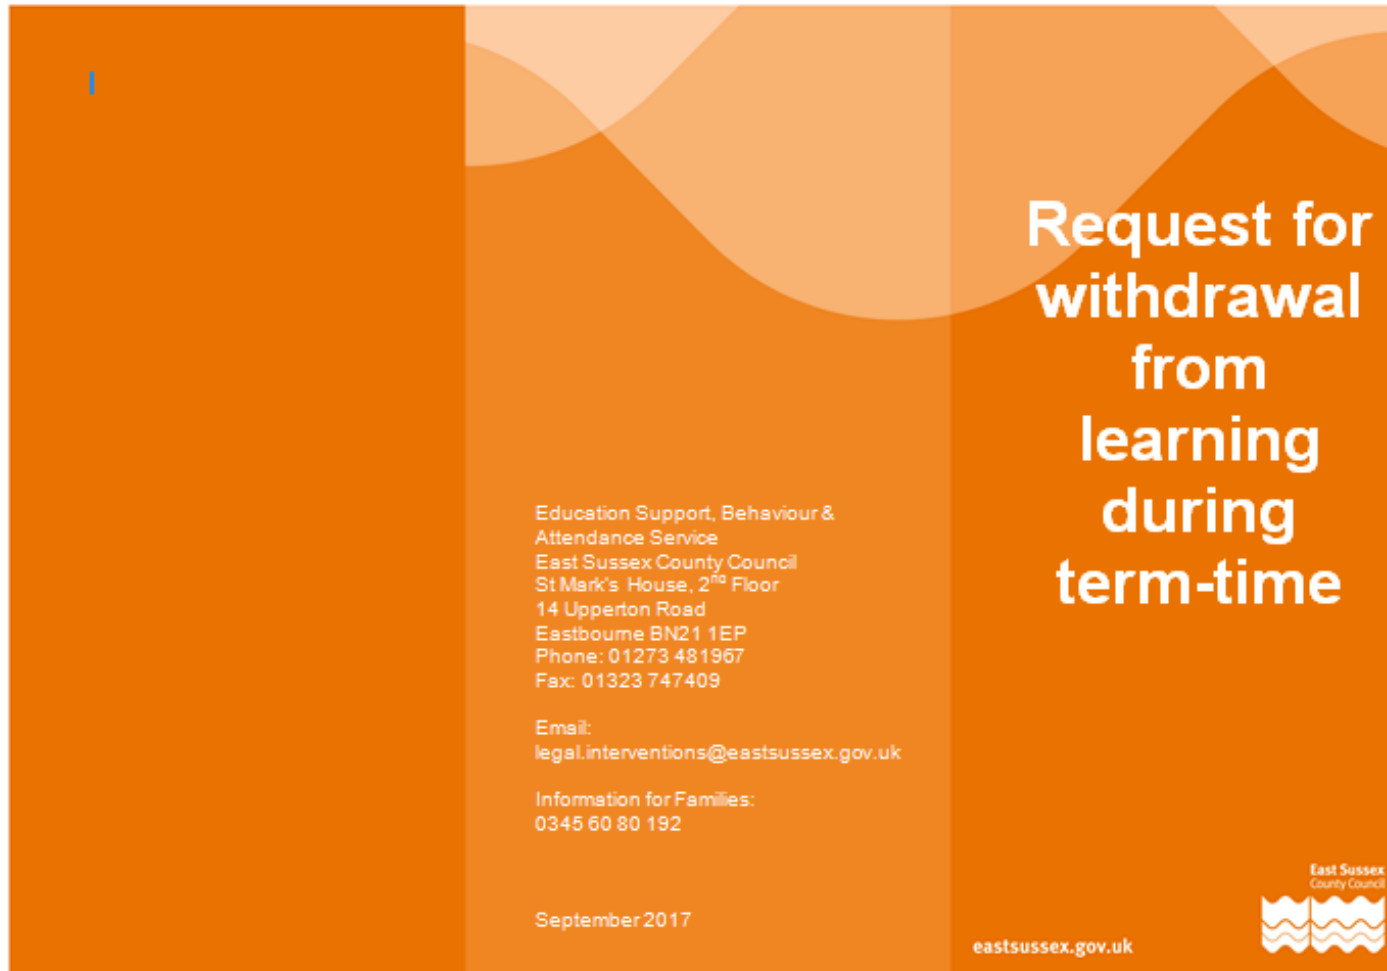 Education Support, Behaviour &
Attendance Service
East Sussex County Council
St Mark's House, 2nd Floor
14 Upperton Road
Eastbourne BN21 1EP
Phone: 01273 481967
Fax: 01323 747409
Email:
legal.interventions@eastsussex.gov.uk
Information for Families:
0345 60 80 192
September 2017
Request for
withdrawal
from
learning
during
term-time
East Sussex
County Council
eastsussex.gov.uk